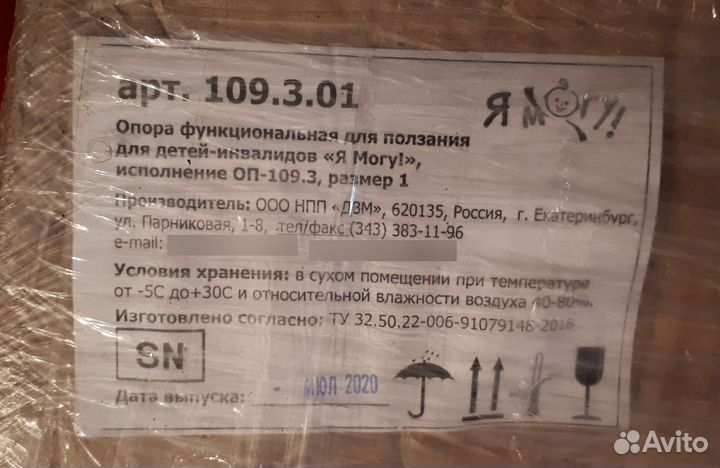 арт. 109.3.01
Я МОГУ!
Опора функциональная для ползания
для детей-инвалидов «Я Могу!»,
исполнение ОП-109.3, размер 1
Производитель: ООО НПП «ДЗМ», 620135, Россия, г. Екатеринбург,
ул. Парниковая, 1-8, тел/факс (343) 383-11-96
e-mail:
Условия хранения: в сухом помещении при температуре
от -5С до+30С и относительной влажности воздуха 40-80%.
Изготовлено согласно: ТУ 32.50.22-006-91079146-2018
SN
Дата выпуска: - ИЮЛ 2020
Avito